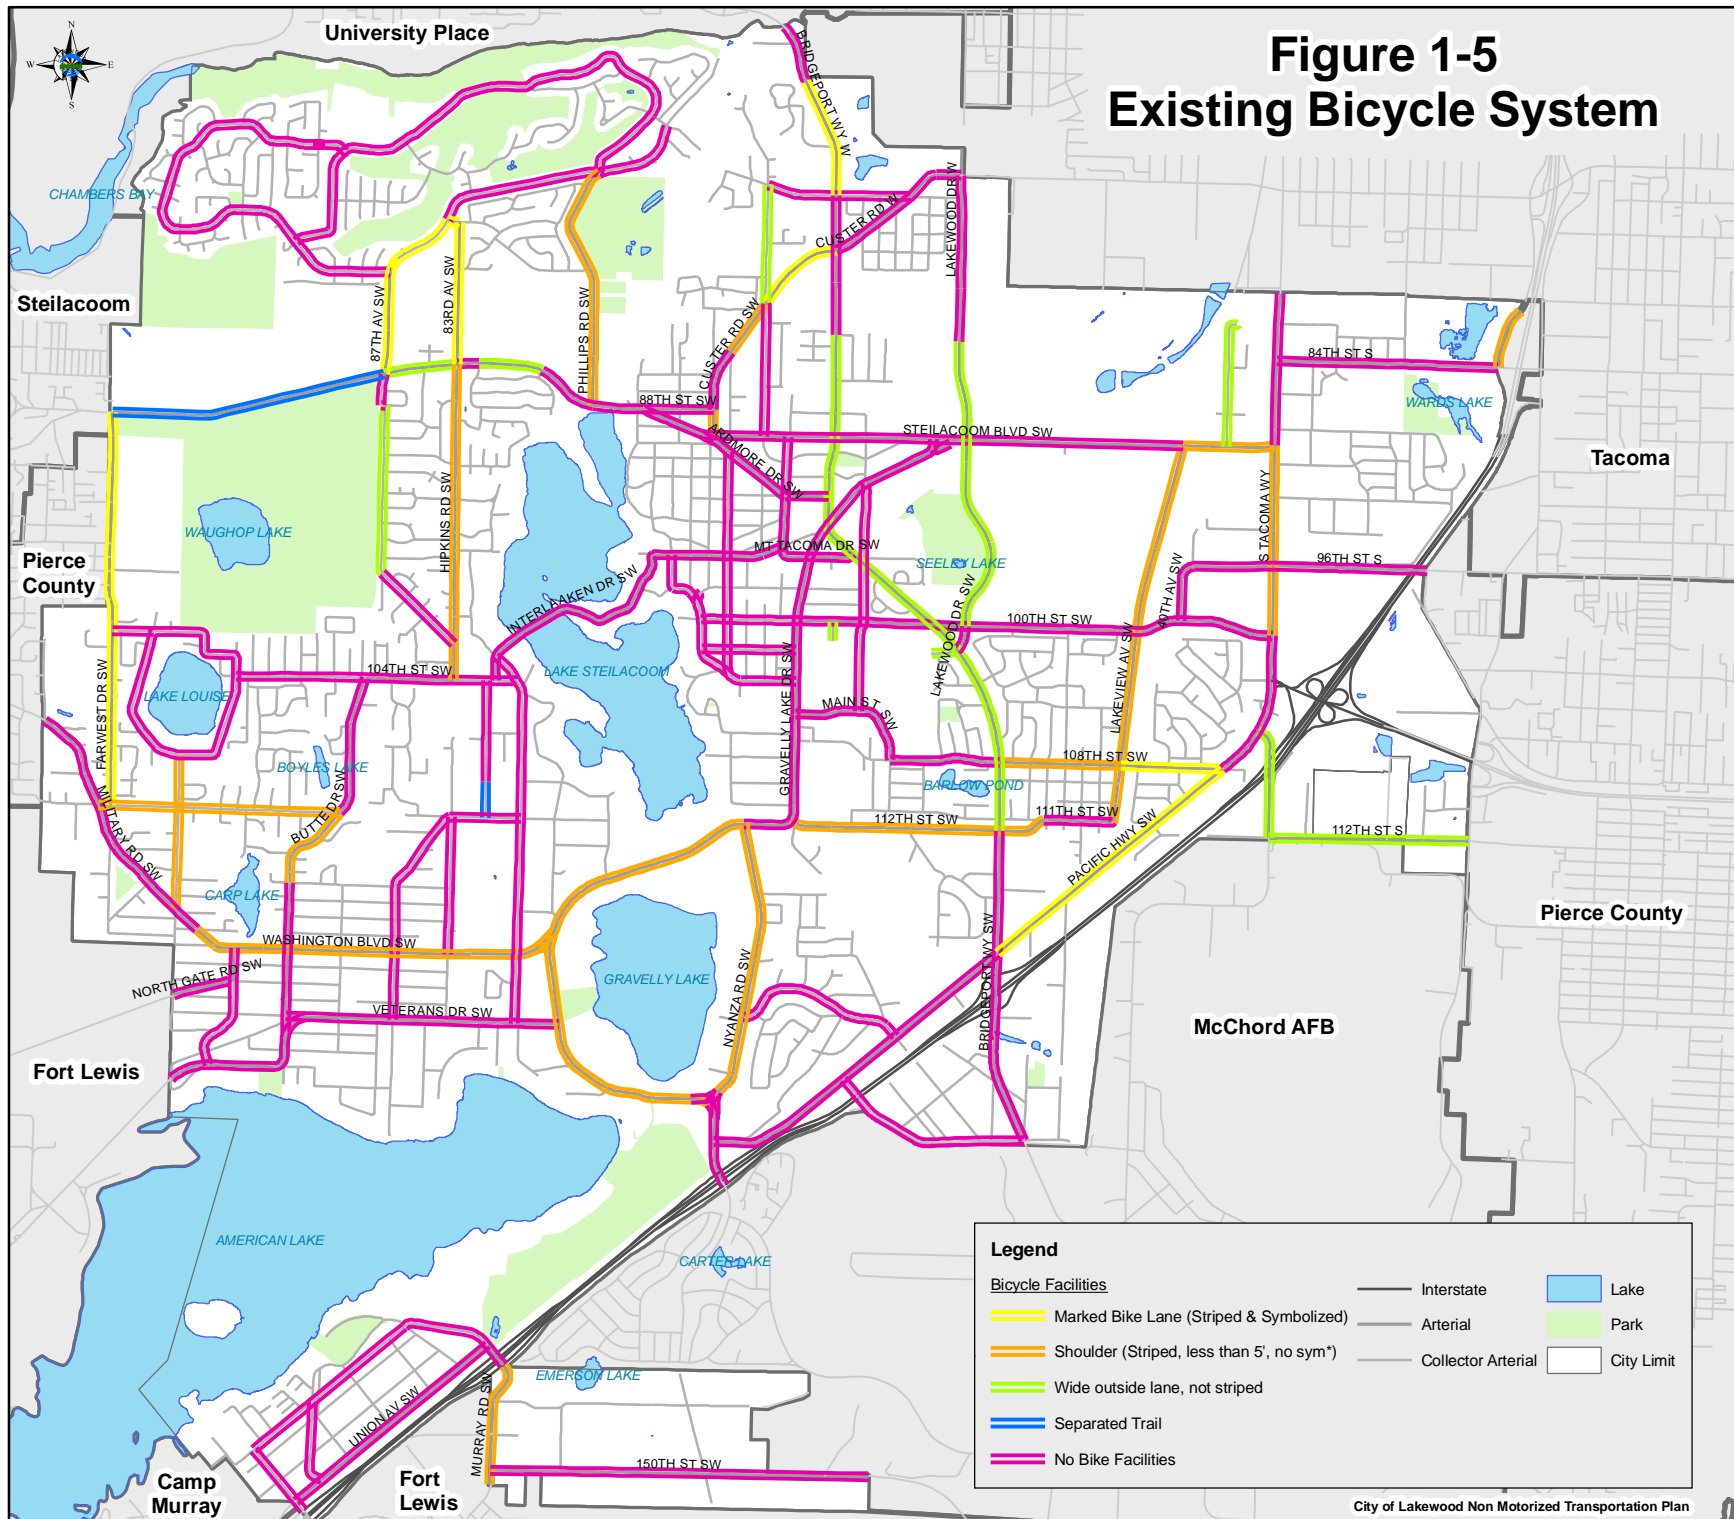 Figure 1-5
Existing Bicycle System
University Place
N
W
E
S
BRIDGEPORT WY W
CHAMBERS BAY
CUSTER RD W
LAKEWOOD DR W
Steilacoom
87TH AV SW
83RD AV SW
PHILLIPS RD SW
CUSTER RD SW
84TH ST S
WARDS LAKE
88TH ST SW
ARDMORE DR SW
STEILACOOM BLVD SW
Tacoma
WAUGHOP LAKE
HIPKINS RD SW
S TACOMA WY
MT TACOMA DR SW
SEELEY LAKE
96TH ST S
Pierce
County
INTERLAAKEN DR SW
LAKEWOOD DR SW
40TH AV SW
100TH ST SW
FARWEST DR SW
104TH ST SW
LAKE LOUISE
LAKE STEILACOOM
GRAVELLY LAKE DR SW
MAIN ST SW
LAKEVIEW AV SW
BOYLES LAKE
108TH ST SW
BARLOW POND
MILITARY RD SW
BUTTE DR SW
112TH ST SW
111TH ST SW
PACIFIC HWY SW
112TH ST S
CARP LAKE
Pierce County
WASHINGTON BLVD SW
NORTH GATE RD SW
GRAVELLY LAKE
NYANZA RD SW
BRIDGEPORT WY SW
VETERANS DR SW
McChord AFB
Fort Lewis
AMERICAN LAKE
CARTER LAKE
EMERSON LAKE
UNION AV SW
MURRAY RD SW
150TH ST SW
Camp
Murray
Fort
Lewis
Legend
Bicycle Facilities
Marked Bike Lane (Striped & Symbolized)
Shoulder (Striped, less than 5', no sym*)
Wide outside lane, not striped
Separated Trail
No Bike Facilities
Interstate
Arterial
Collector Arterial
Lake
Park
City Limit
City of Lakewood Non Motorized Transportation Plan